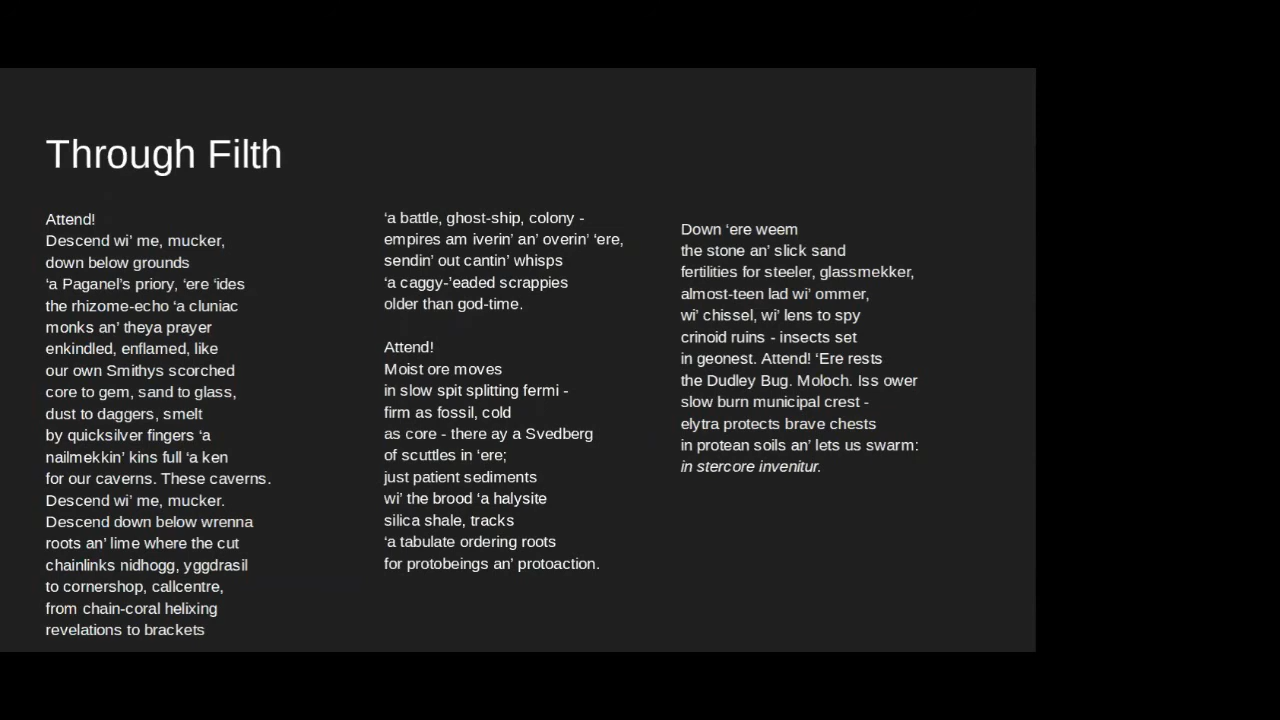 Through Filth
Attend!
Descend wi’ me, mucker,
down below grounds
‘a Paganel’s priory, ‘ere ‘ides
the rhizome-echo ‘a cluniac
monks an’ theya prayer
enkindled, enflamed, like
our own Smithys scorched
core to gem, sand to glass,
dust to daggers, smelt
by quicksilver fingers ‘a
nailmekkin’ kins full ‘a ken
for our caverns. These caverns.
Descend wi’ me, mucker.
Descend down below wrenna
roots an’ lime where the cut
chainlinks nidhogg, yggdrasil
to cornershop, callcentre,
from chain-coral helixing
revelations to brackets
‘a battle, ghost-ship, colony -
empires am iverin’ an’ overin’ ‘ere,
sendin’ out cantin’ whisps
‘a caggy-’eaded scrappies
older than god-time.
Attend!
Moist ore moves
in slow spit splitting fermi -
firm as fossil, cold
as core - there ay a Svedberg
of scuttles in ‘ere;
just patient sediments
wi’ the brood ‘a halysite
silica shale, tracks
‘a tabulate ordering roots
for protobeings an’ protoaction.
Down ‘ere weem
the stone an’ slick sand
fertilities for steeler, glassmekker,
almost-teen lad wi’ ommer,
wi’ chissel, wi’ lens to spy
crinoid ruins - insects set
in geonest. Attend! ‘Ere rests
the Dudley Bug. Moloch. Iss ower
slow burn municipal crest -
elytra protects brave chests
in protean soils an’ lets us swarm:
in stercore invenitur.